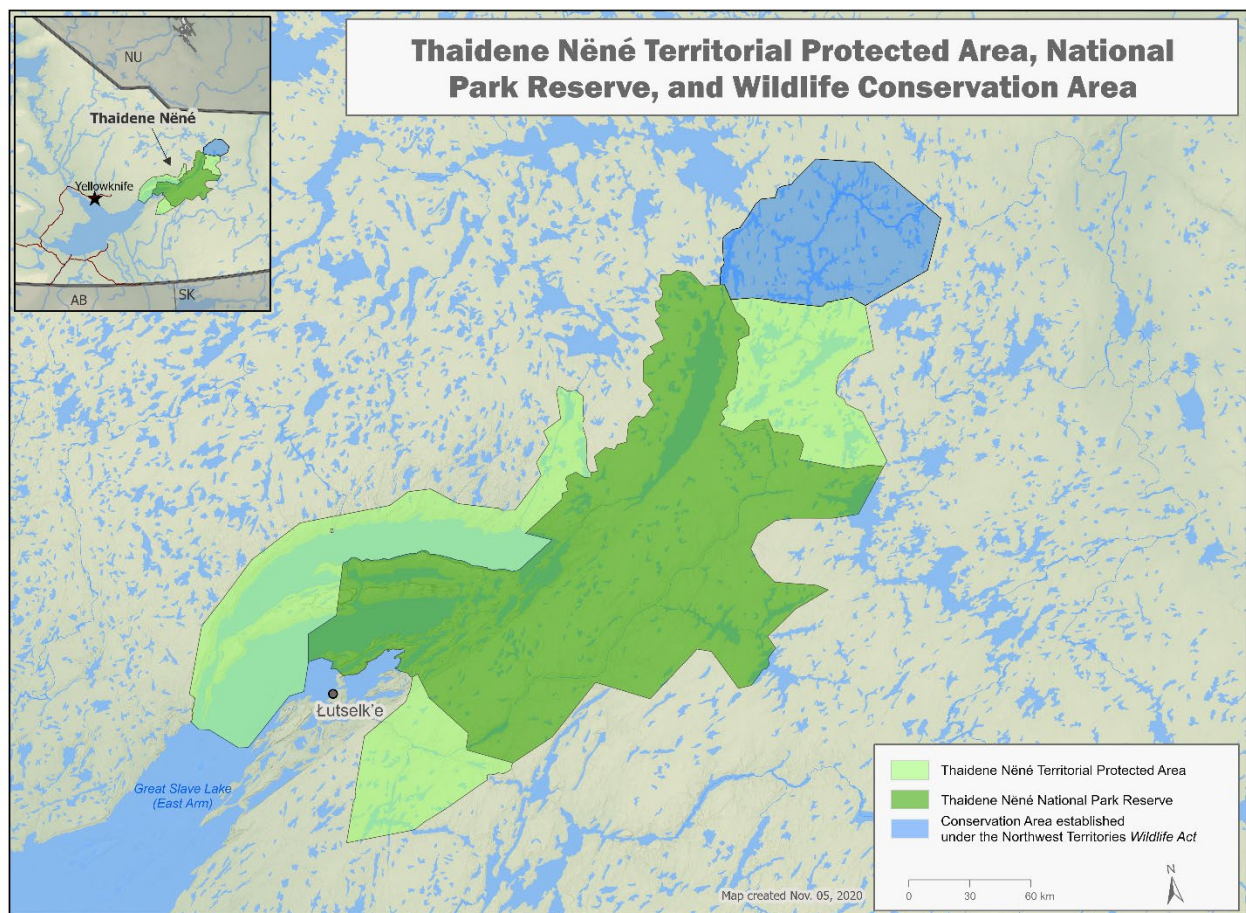 Thaidene Nëné Territorial Protected Area, National
Park Reserve, and Wildlife Conservation Area
NU
Thaidene Nëné
Yellowknife
AB
SK
Łutselk'e
Great Slave Lake
(East Arm)
Thaidene Nëné Territorial Protected Area
Thaidene Nëné National Park Reserve
Conservation Area established
under the Northwest Territories Wildlife Act
N
0 30 60 km
Map created Nov. 05, 2020